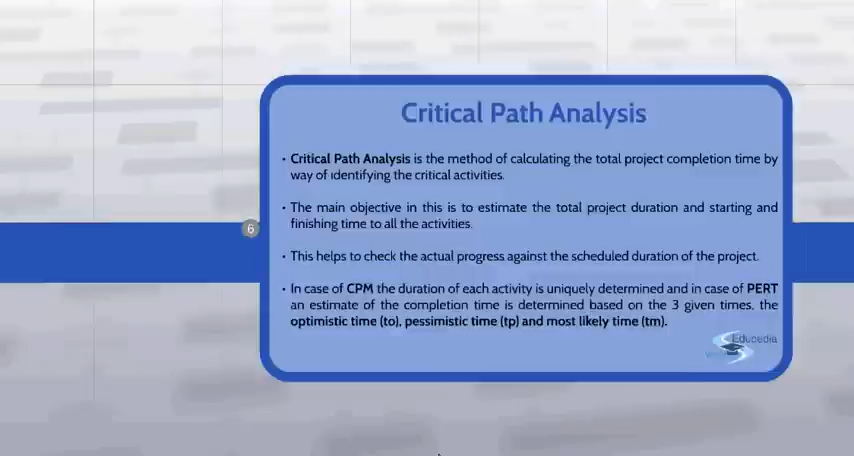 Critical Path Analysis
• Critical Path Analysis is the method of calculating the total project completion time by
way of identifying the critical activities.
• The main objective in this is to estimate the total project duration and starting and
finishing time to all the activities.
6
• This helps to check the actual progress against the scheduled duration of the project.
• In case of CPM the duration of each activity is uniquely determined and in case of PERT
an estimate of the completion time is determined based on the 3 given times, the
optimistic time (to), pessimistic time (tp) and most likely time (tm).
Edupedia